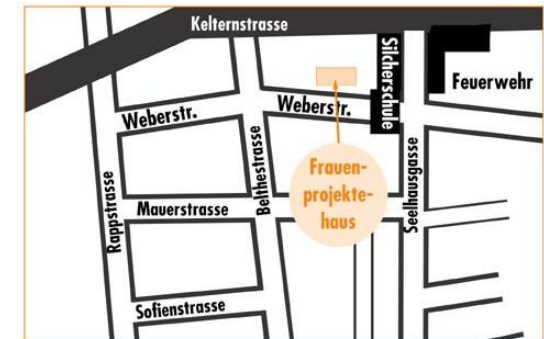 Kelternstrasse
Silcherschule
Feuerwehr
Weberstr.
Weberstr.
Frauen-
projekte-
haus
Belthestrasse
Seelhausgasse
Rappstrasse
Mauerstrasse
Sofienstrasse